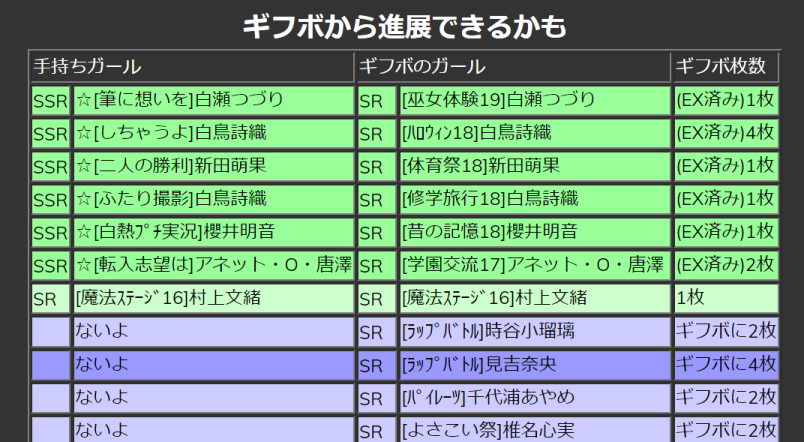 ギフボから進展できるかも
手持ちガール ギフボのガール ギフボ枚数
SSR ☆[筆に想いを]白瀬つづり SR [巫女体験19]白瀬つづり (EX済み)1枚
SSR ☆[しちゃうよ]白鳥詩織 SR [ﾊﾛｳｨﾝ18]白鳥詩織 (EX済み)4枚
SSR ☆[二人の勝利]新田萌果 SR [体育祭18]新田萌果 (EX済み)1枚
SSR ☆[ふたり撮影]白鳥詩織 SR [修学旅行18]白鳥詩織 (EX済み)1枚
SSR ☆[白熱ﾌﾟﾁ実況]櫻井明音 SR [昔の記憶18]櫻井明音 (EX済み)1枚
SSR ☆[転入志望は]アネット・O・唐澤 SR [学園交流17]アネット・O・唐澤 (EX済み)2枚
SR [魔法ｽﾃｰｼﾞ16]村上文緒 SR [魔法ｽﾃｰｼﾞ16]村上文緒 1枚
ないよ SR [ﾗｯﾌﾟﾊﾞﾄﾙ]時谷小瑠璃 ギフボに2枚
ないよ SR [ﾗｯﾌﾟﾊﾞﾄﾙ]見吉奈央 ギフボに4枚
ないよ SR [ﾊﾟｲﾚｰﾂ]千代浦あやめ ギフボに2枚
ないよ SR [よさこい祭]椎名心実 ギフボに2枚